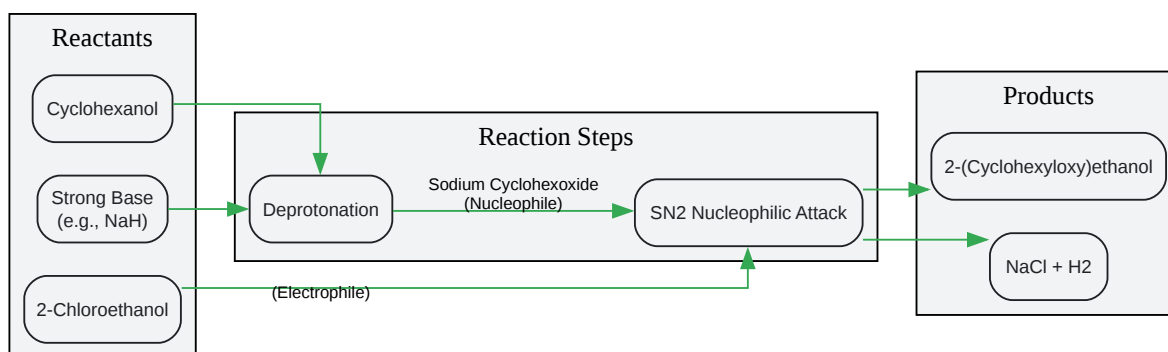 Reactants
Cyclohexanol
Strong Base
(e.g., NaH)
2-Chloroethanol
Reaction Steps
Deprotonation
Sodium Cyclohexoxide
(Nucleophile)
SN2 Nucleophilic Attack
(Electrophile)
Products
2-(Cyclohexyloxy)ethanol
NaCl + H2